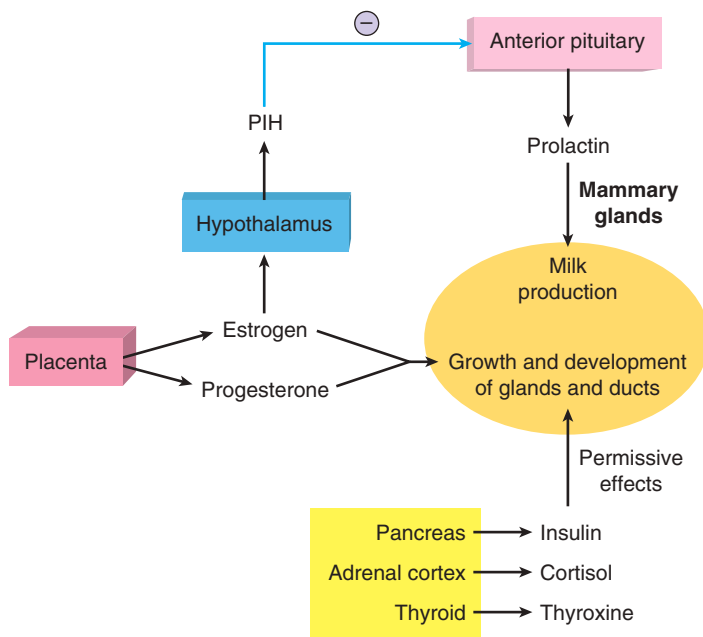 −
Anterior pituitary
PIH
Prolactin
Mammary
glands
Hypothalamus
Milk
production
Estrogen
Placenta
Progesterone
Growth and development
of glands and ducts
Permissive
effects
Pancreas Insulin
Adrenal cortex Cortisol
Thyroid Thyroxine